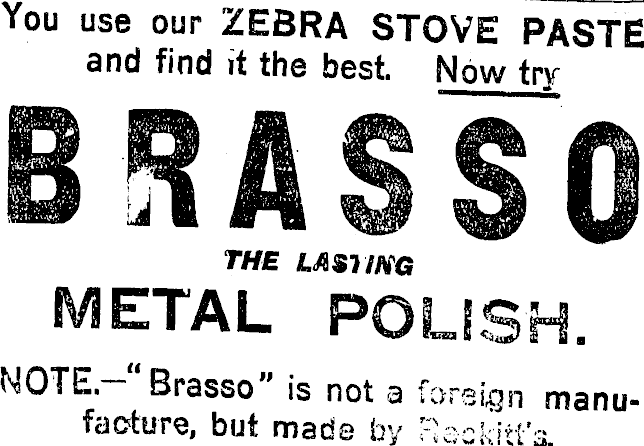 You use our ZEBRA STOVE PASTE
and find it the best. Now try
BRASSO
THE LASTING
METAL POLISH.
NOTE.—"Brasso" is not a foreign manu-
facture, but made by Reckitt's.